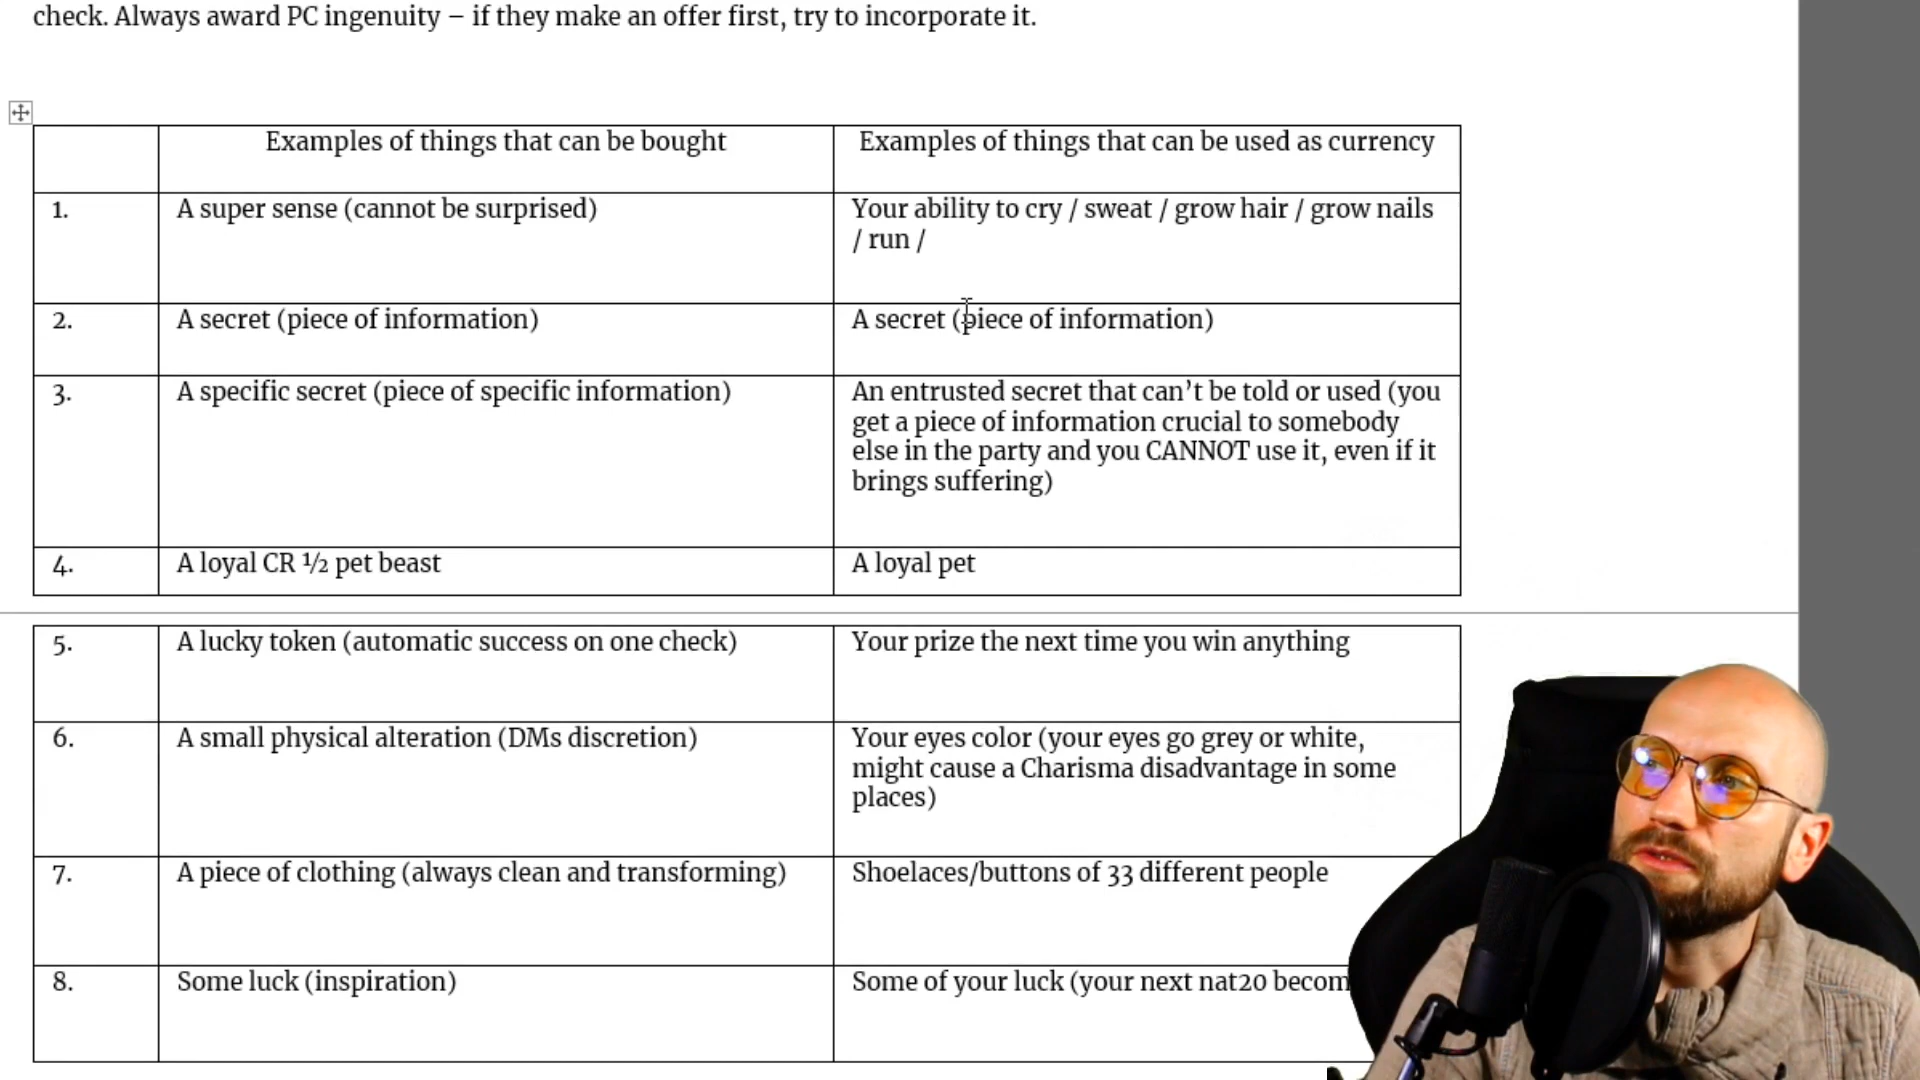 check. Always award PC ingenuity – if they make an offer first, try to incorporate it.
Examples of things that can be bought
Examples of things that can be used as currency
1.
A super sense (cannot be surprised)
Your ability to cry / sweat / grow hair / grow nails
/ run /
2.
A secret (piece of information)
A secret (piece of information)
3.
A specific secret (piece of specific information)
An entrusted secret that can’t be told or used (you
get a piece of information crucial to somebody
else in the party and you CANNOT use it, even if it
brings suffering)
4.
A loyal CR ½ pet beast
A loyal pet
5.
A lucky token (automatic success on one check)
Your prize the next time you win anything
6.
A small physical alteration (DMs discretion)
Your eyes color (your eyes go grey or white,
might cause a Charisma disadvantage in some
places)
7.
A piece of clothing (always clean and transforming)
Shoelaces/buttons of 33 different people
8.
Some luck (inspiration)
Some of your luck (your next nat20